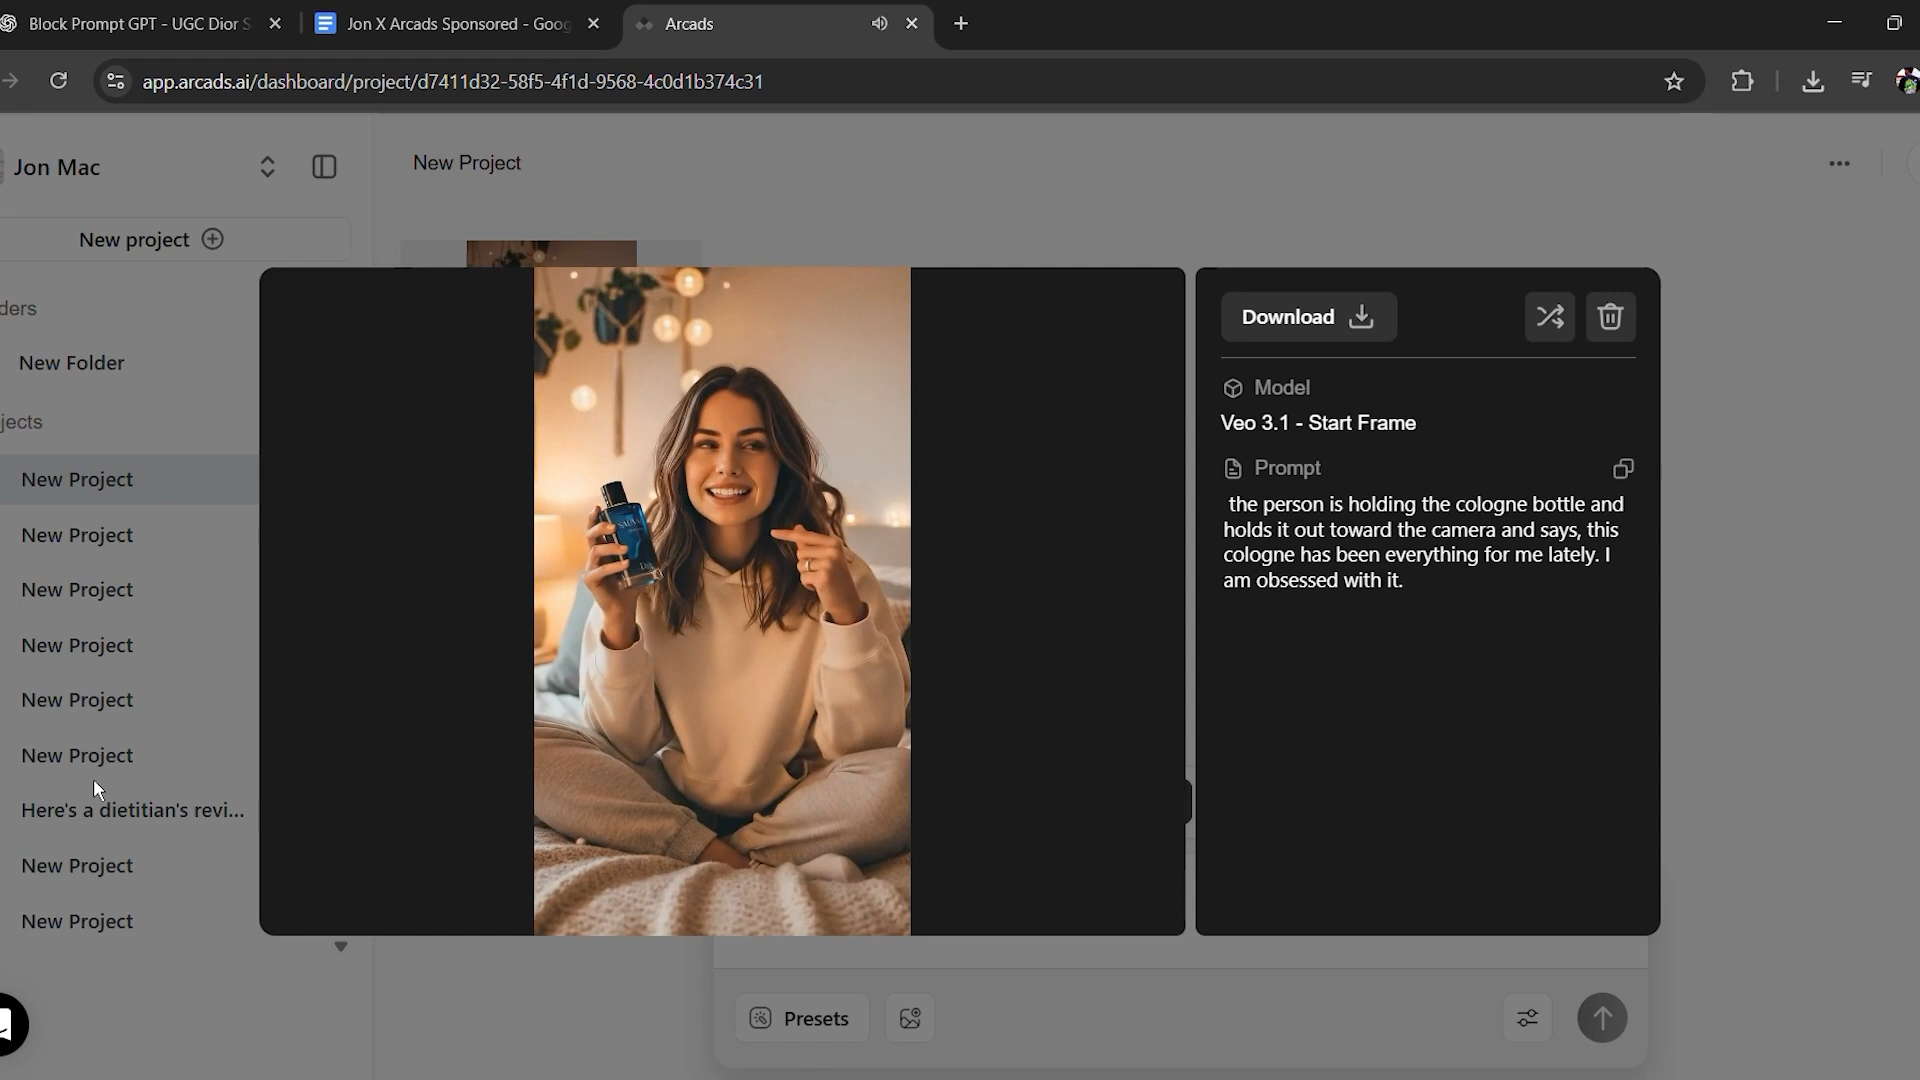 Block Prompt GPT - UGC Dior S
Jon X Arcads Sponsored - Goog
Arcads
app.arcads.ai/dashboard/project/d7411d32-58f5-4f1d-9568-4c0d1b374c31
Jon Mac
New Project
New project
ders
New Folder
jects
New Project
New Project
New Project
New Project
New Project
New Project
Here's a dietitian's revi...
New Project
New Project
SAUVA
Download
Model
Veo 3.1 - Start Frame
Prompt
the person is holding the cologne bottle and
holds it out toward the camera and says, this
cologne has been everything for me lately. I
am obsessed with it.
Presets